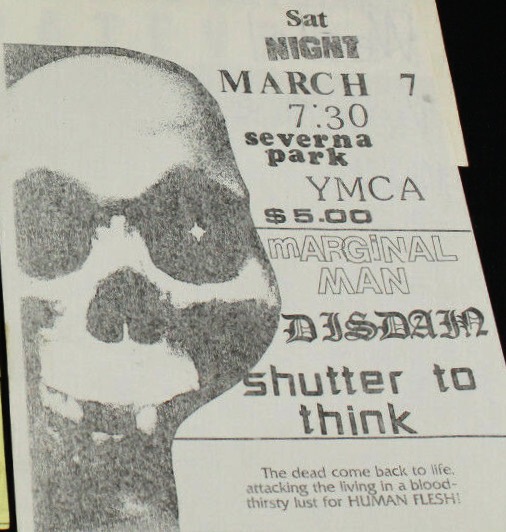 Sat
NIGHT
MARCH 7
7:30
severna
park
YMCA
$5.00
mARGiNAL
MAN
DISDAIN
shutter to
think
The dead come back to life,
attacking the living in a blood-
thirsty lust for HUMAN FLESH!